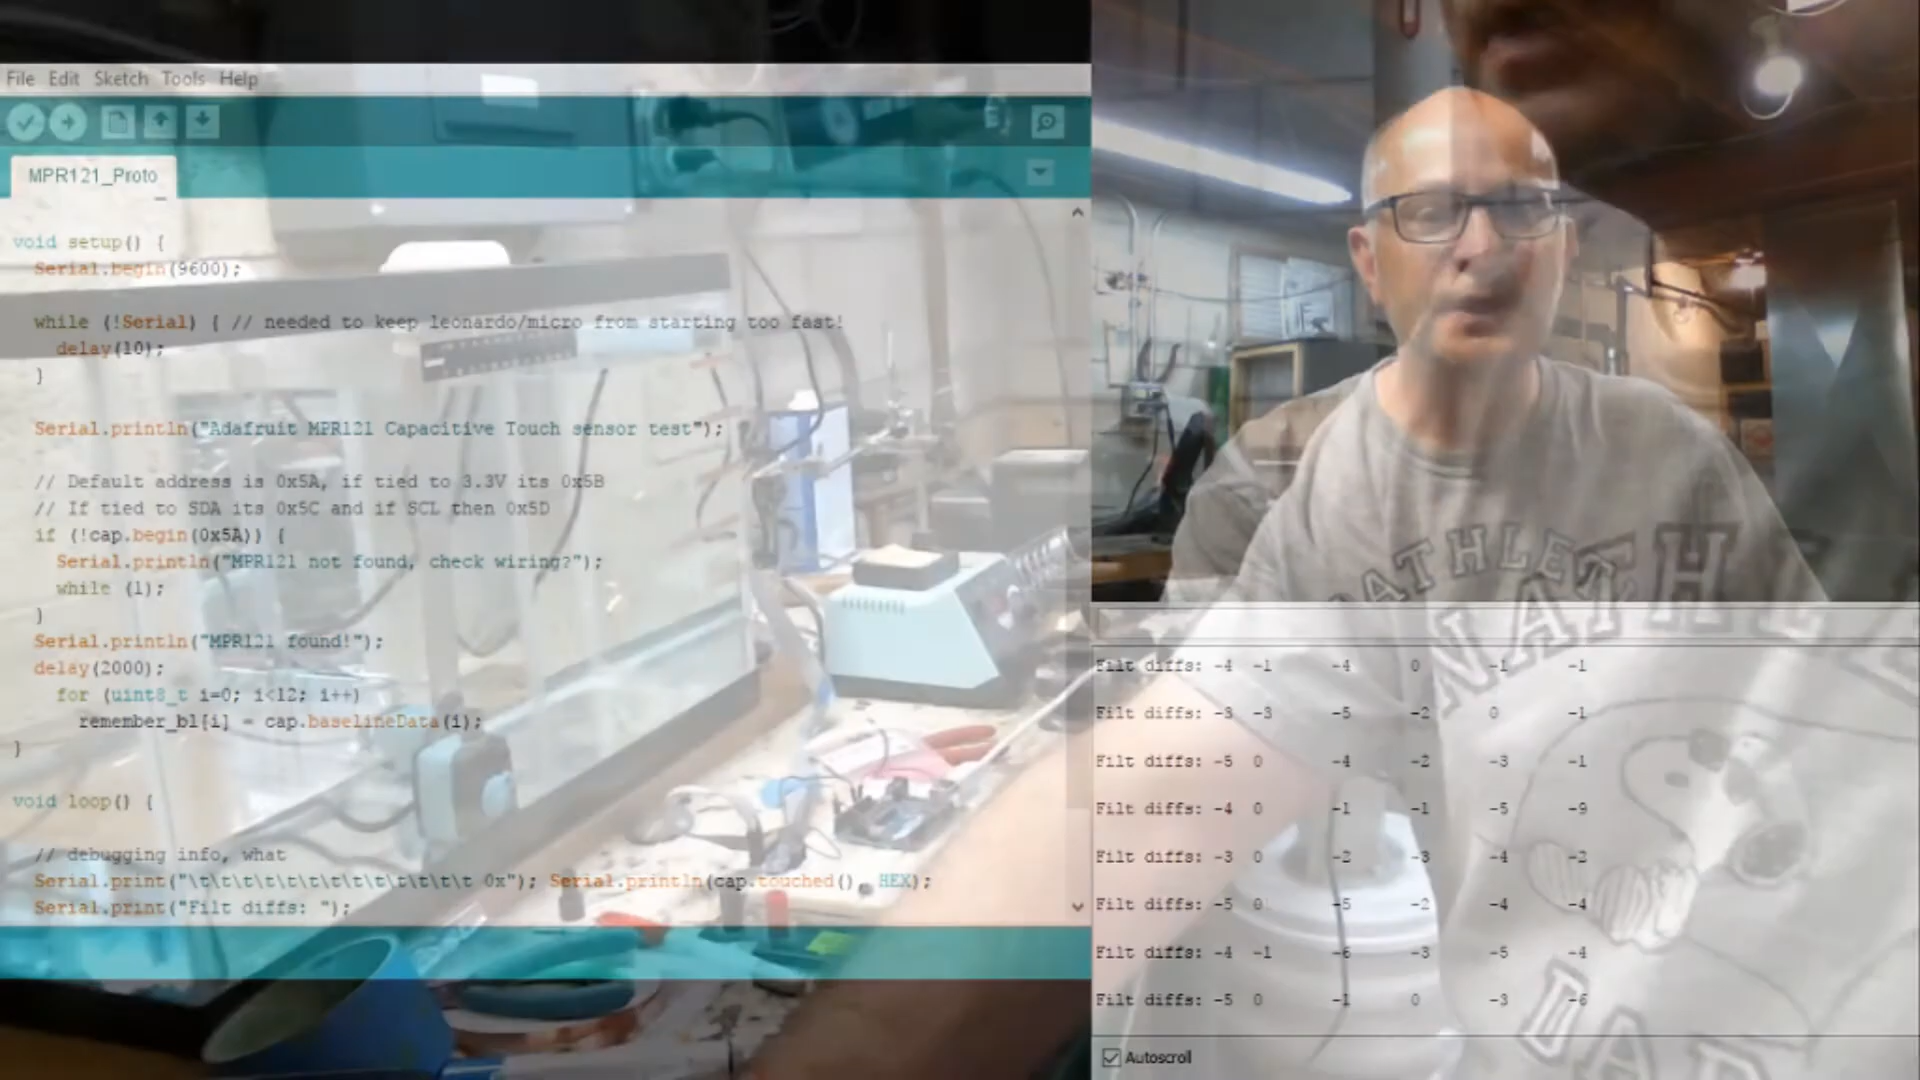 File Edit Sketch Tools Help
MPR121_Proto
void setup() {
Serial.begin(9600);
while (!Serial) { // needed to keep leonardo/micro from starting too fast!
delay(10);
}
Serial.println("Adafruit MPR121 Capacitive Touch sensor test");
// Default address is 0x5A, if tied to 3.3V its 0x5B
// If tied to SDA its 0x5C and if SCL then 0x5D
if (!cap.begin(0x5A)) {
Serial.println("MPR121 not found, check wiring?");
while (1);
}
Serial.println("MPR121 found!");
delay(2000);
for (uint8_t i=0; i<12; i++)
remember_bl[i] = cap.baselineData(i);
}
void loop() {
// debugging info, what
Serial.print("\t\t\t\t\t\t\t\t\t\t\t\t\t 0x"); Serial.println(cap.touched(), HEX);
Serial.print("Filt diffs: ");
ATHLET
NATH
Filt diffs: -4 -1 -4 0 -1 -1
Filt diffs: -3 -3 -5 -2 0 -1
Filt diffs: -5 0 -4 -2 -3 -1
Filt diffs: -4 0 -1 -1 -5 -9
Filt diffs: -3 0 -2 -3 -4 -2
Filt diffs: -5 0 -5 -2 -4 -4
Filt diffs: -4 -1 -6 -3 -5 -4
Filt diffs: -5 0 -1 0 -3 -6
Autoscroll